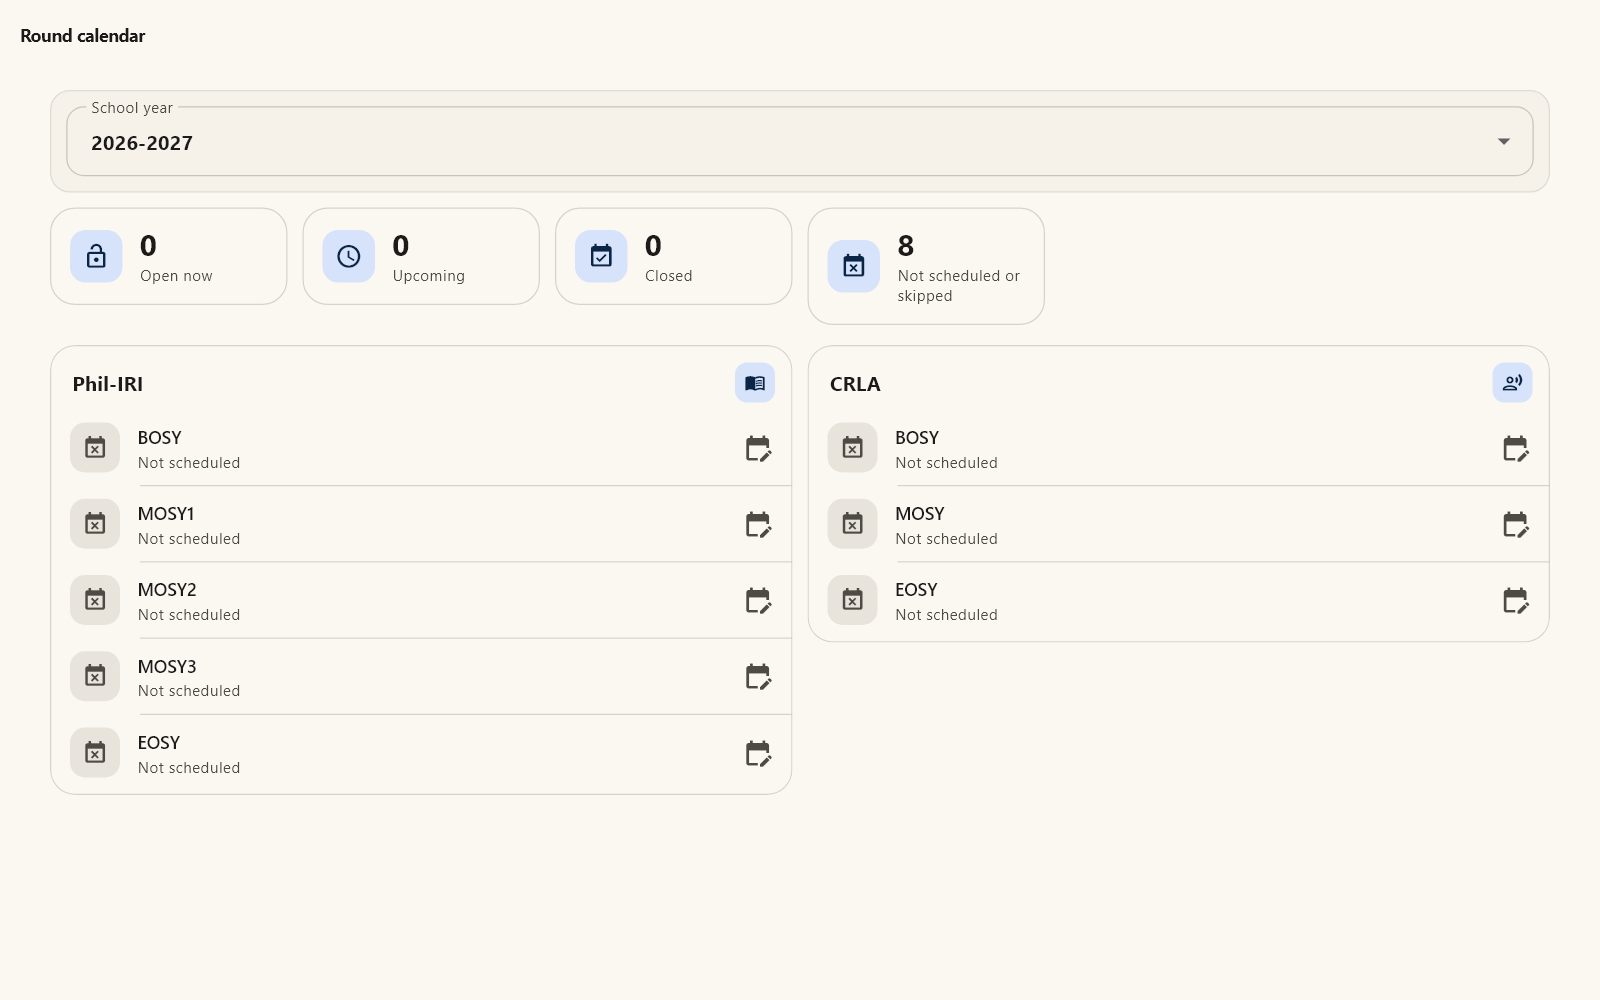 Round calendar
School year
2026-2027
0
Open now
0
Upcoming
0
Closed
8
Not scheduled or
skipped
Phil-IRI
BOSY
Not scheduled
MOSY1
Not scheduled
MOSY2
Not scheduled
MOSY3
Not scheduled
EOSY
Not scheduled
CRLA
BOSY
Not scheduled
MOSY
Not scheduled
EOSY
Not scheduled